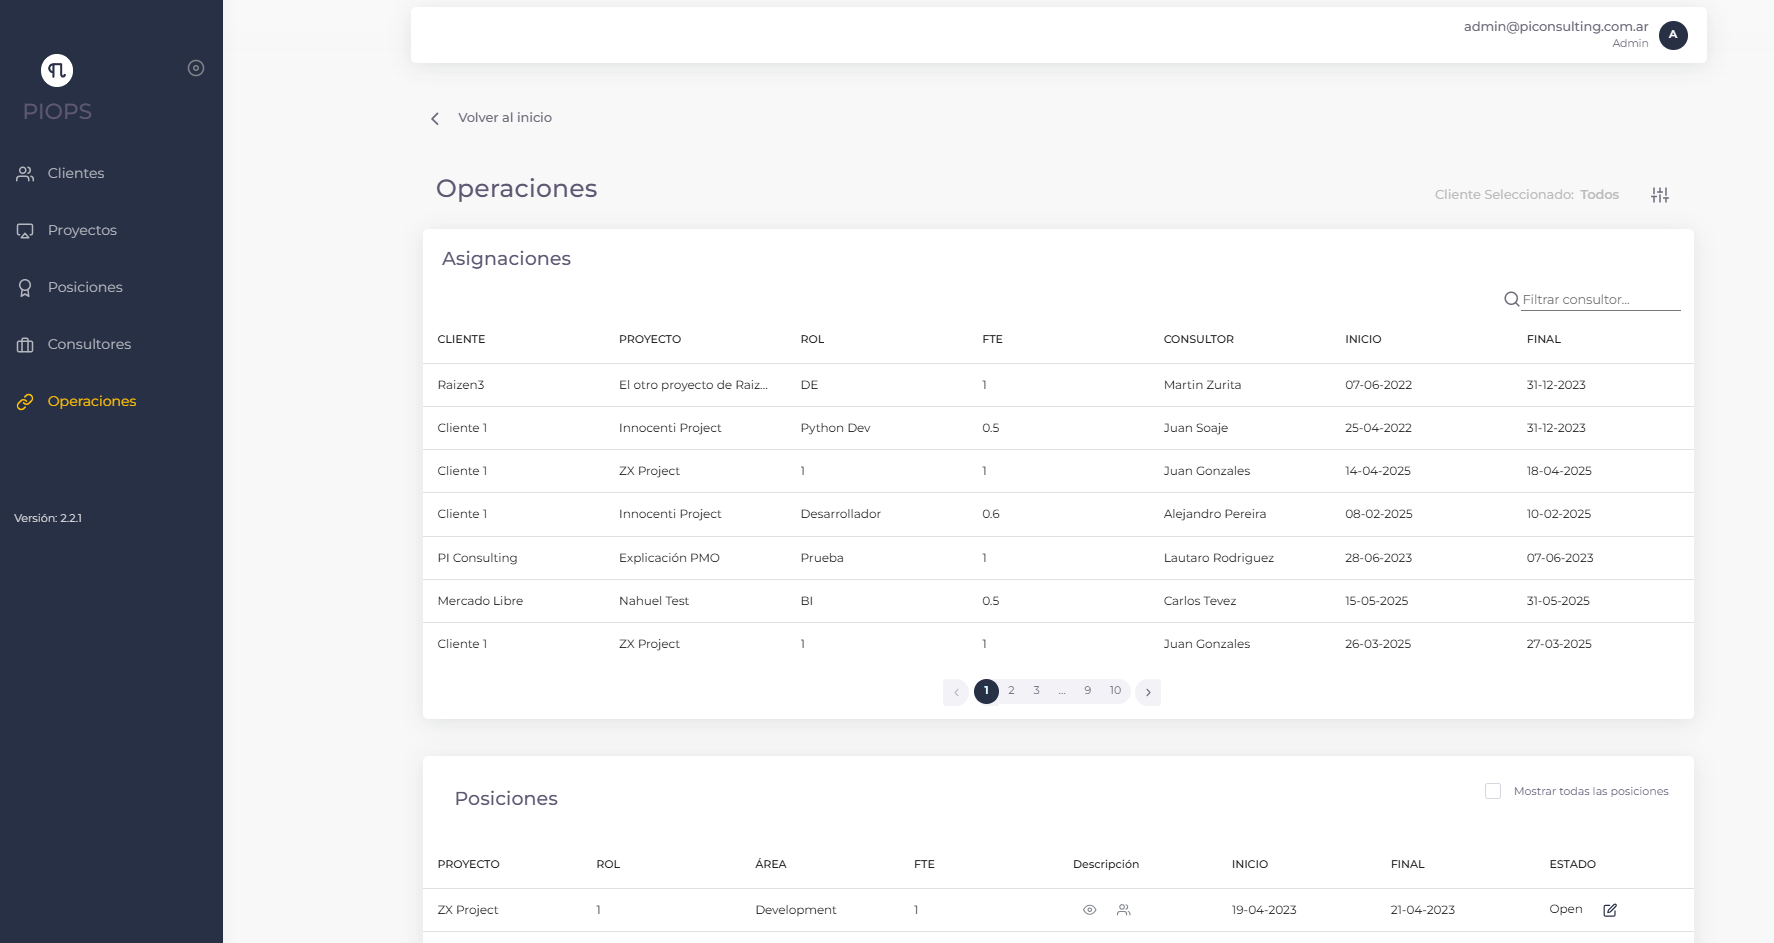 PIOPS
Clientes
Proyectos
Posiciones
Consultores
Operaciones
Versión: 2.2.1
admin@piconsulting.com.ar
Admin
A
Volver al inicio
Operaciones
Cliente Seleccionado: Todos
Asignaciones
Filtrar consultor...
CLIENTE PROYECTO ROL FTE CONSULTOR INICIO FINAL
Raizen3 El otro proyecto de Raiz... DE 1 Martin Zurita 07-06-2022 31-12-2023
Cliente 1 Innocenti Project Python Dev 0.5 Juan Soaje 25-04-2022 31-12-2023
Cliente 1 ZX Project 1 1 Juan Gonzales 14-04-2025 18-04-2025
Cliente 1 Innocenti Project Desarrollador 0.6 Alejandro Pereira 08-02-2025 10-02-2025
PI Consulting Explicación PMO Prueba 1 Lautaro Rodriguez 28-06-2023 07-06-2023
Mercado Libre Nahuel Test BI 0.5 Carlos Tevez 15-05-2025 31-05-2025
Cliente 1 ZX Project 1 1 Juan Gonzales 26-03-2025 27-03-2025
1 2 3 ... 9 10
Posiciones
Mostrar todas las posiciones
PROYECTO ROL ÁREA FTE Descripción INICIO FINAL ESTADO
ZX Project 1 Development 1 19-04-2023 21-04-2023 Open